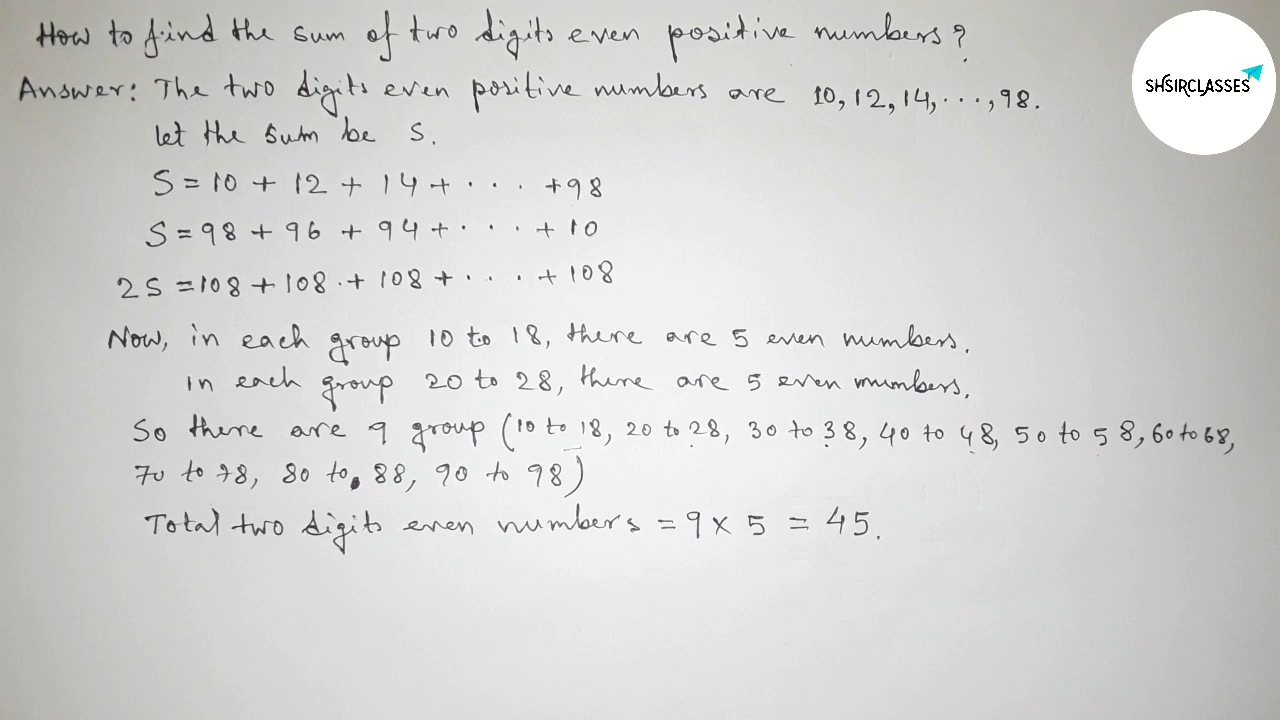 How to find the sum of two digits even positive numbers?
SHSIRCLASSES
Answer: The two digits even positive numbers are 10, 12, 14, ..., 98.
let the sum be S.
S = 10 + 12 + 14 + . . . . +98
S = 98 + 96 + 94 + . . . . + 10
2S = 108 + 108 + 108 + . . . . + 108
Now, in each group 10 to 18, there are 5 even numbers.
In each group 20 to 28, there are 5 even numbers.
So there are 9 group (10 to 18, 20 to 28, 30 to 38, 40 to 48, 50 to 58, 60 to 68,
70 to 78, 80 to 88, 90 to 98)
Total two digits even numbers = 9 x 5 = 45.